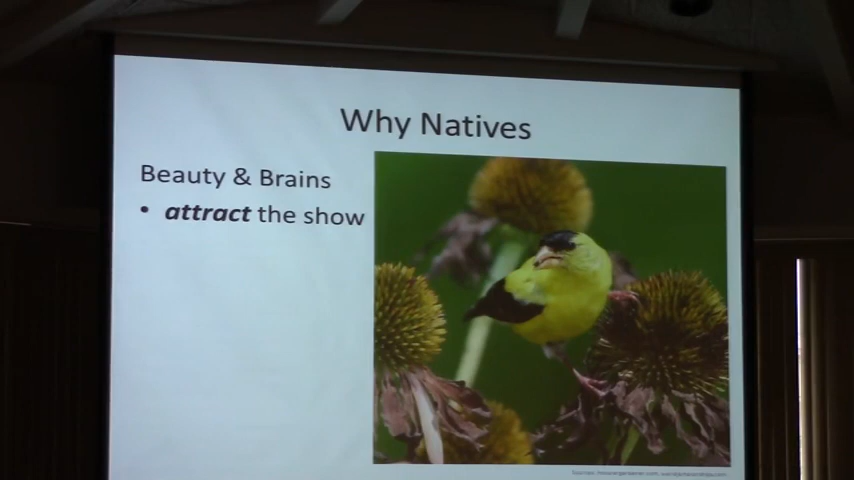 Why Natives
Beauty & Brains
• attract the show